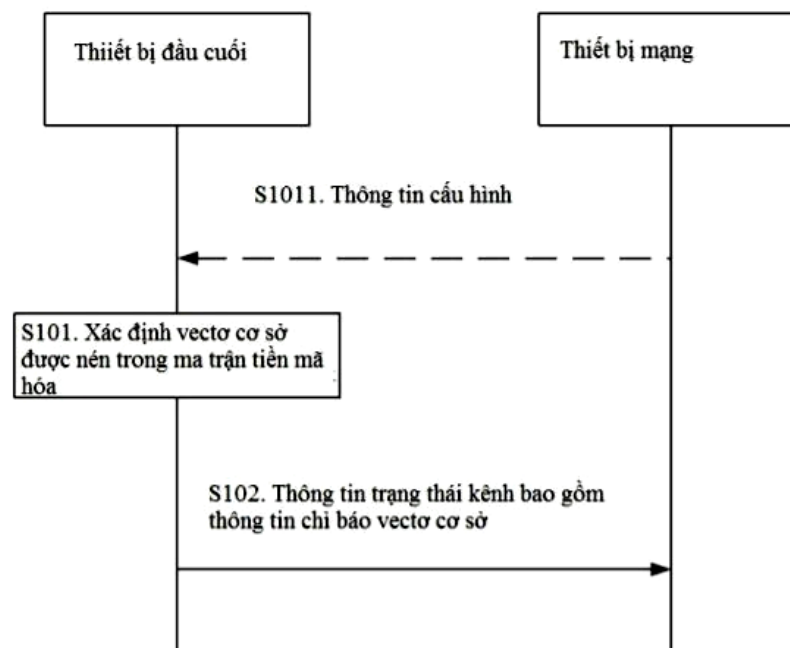 Thiiết bị đầu cuối
Thiết bị mạng
S1011. Thông tin cấu hình
S101. Xác định vectơ cơ sở
được nén trong ma trận tiền mã
hóa
S102. Thông tin trạng thái kênh bao gồm
thông tin chỉ báo vectơ cơ sở